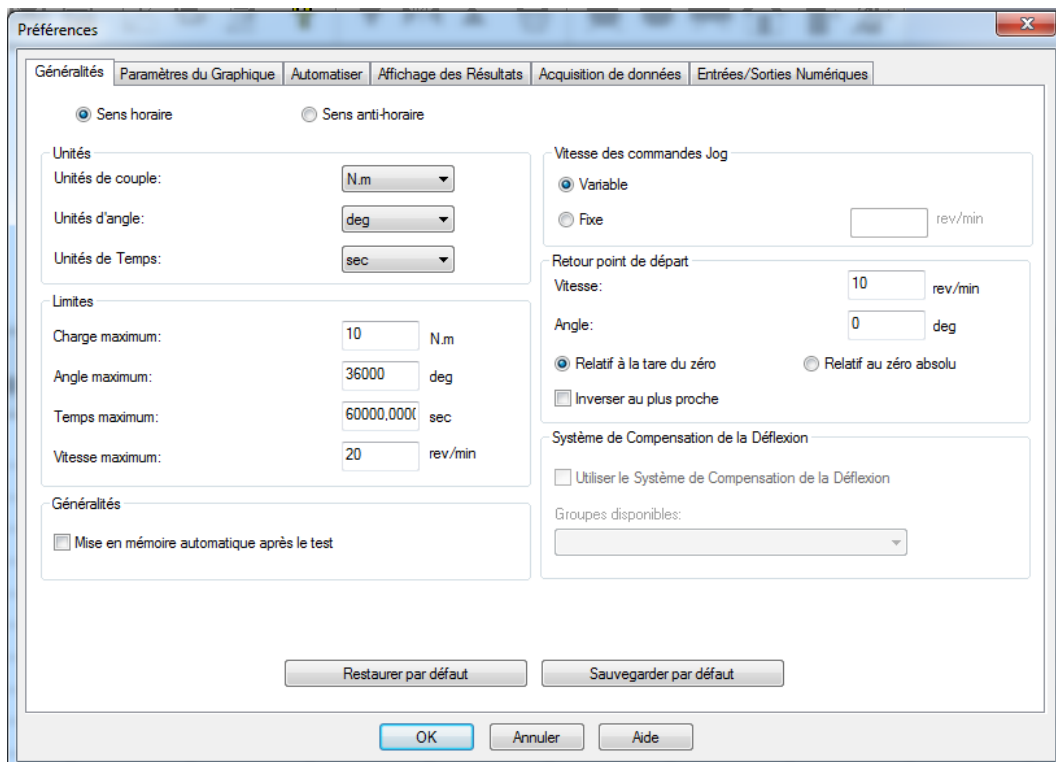 Préférences
Généralités
Paramètres du Graphique
Automatiser
Affichage des Résultats
Acquisition de données
Entrées/Sorties Numériques
Sens horaire
Sens anti-horaire
Unités
Unités de couple:
N.m
Unités d'angle:
deg
Unités de Temps:
sec
Limites
Charge maximum:
10
N.m
Angle maximum:
36000
deg
Temps maximum:
60000,000
sec
Vitesse maximum:
20
rev/min
Généralités
Mise en mémoire automatique après le test
Vitesse des commandes Jog
Variable
Fixe
rev/min
Retour point de départ
Vitesse:
10
rev/min
Angle:
0
deg
Relatif à la tare du zéro
Relatif au zéro absolu
Inverser au plus proche
Système de Compensation de la Déflexion
Utiliser le Système de Compensation de la Déflexion
Groupes disponibles:
Restaurer par défaut
Sauvegarder par défaut
OK
Annuler
Aide